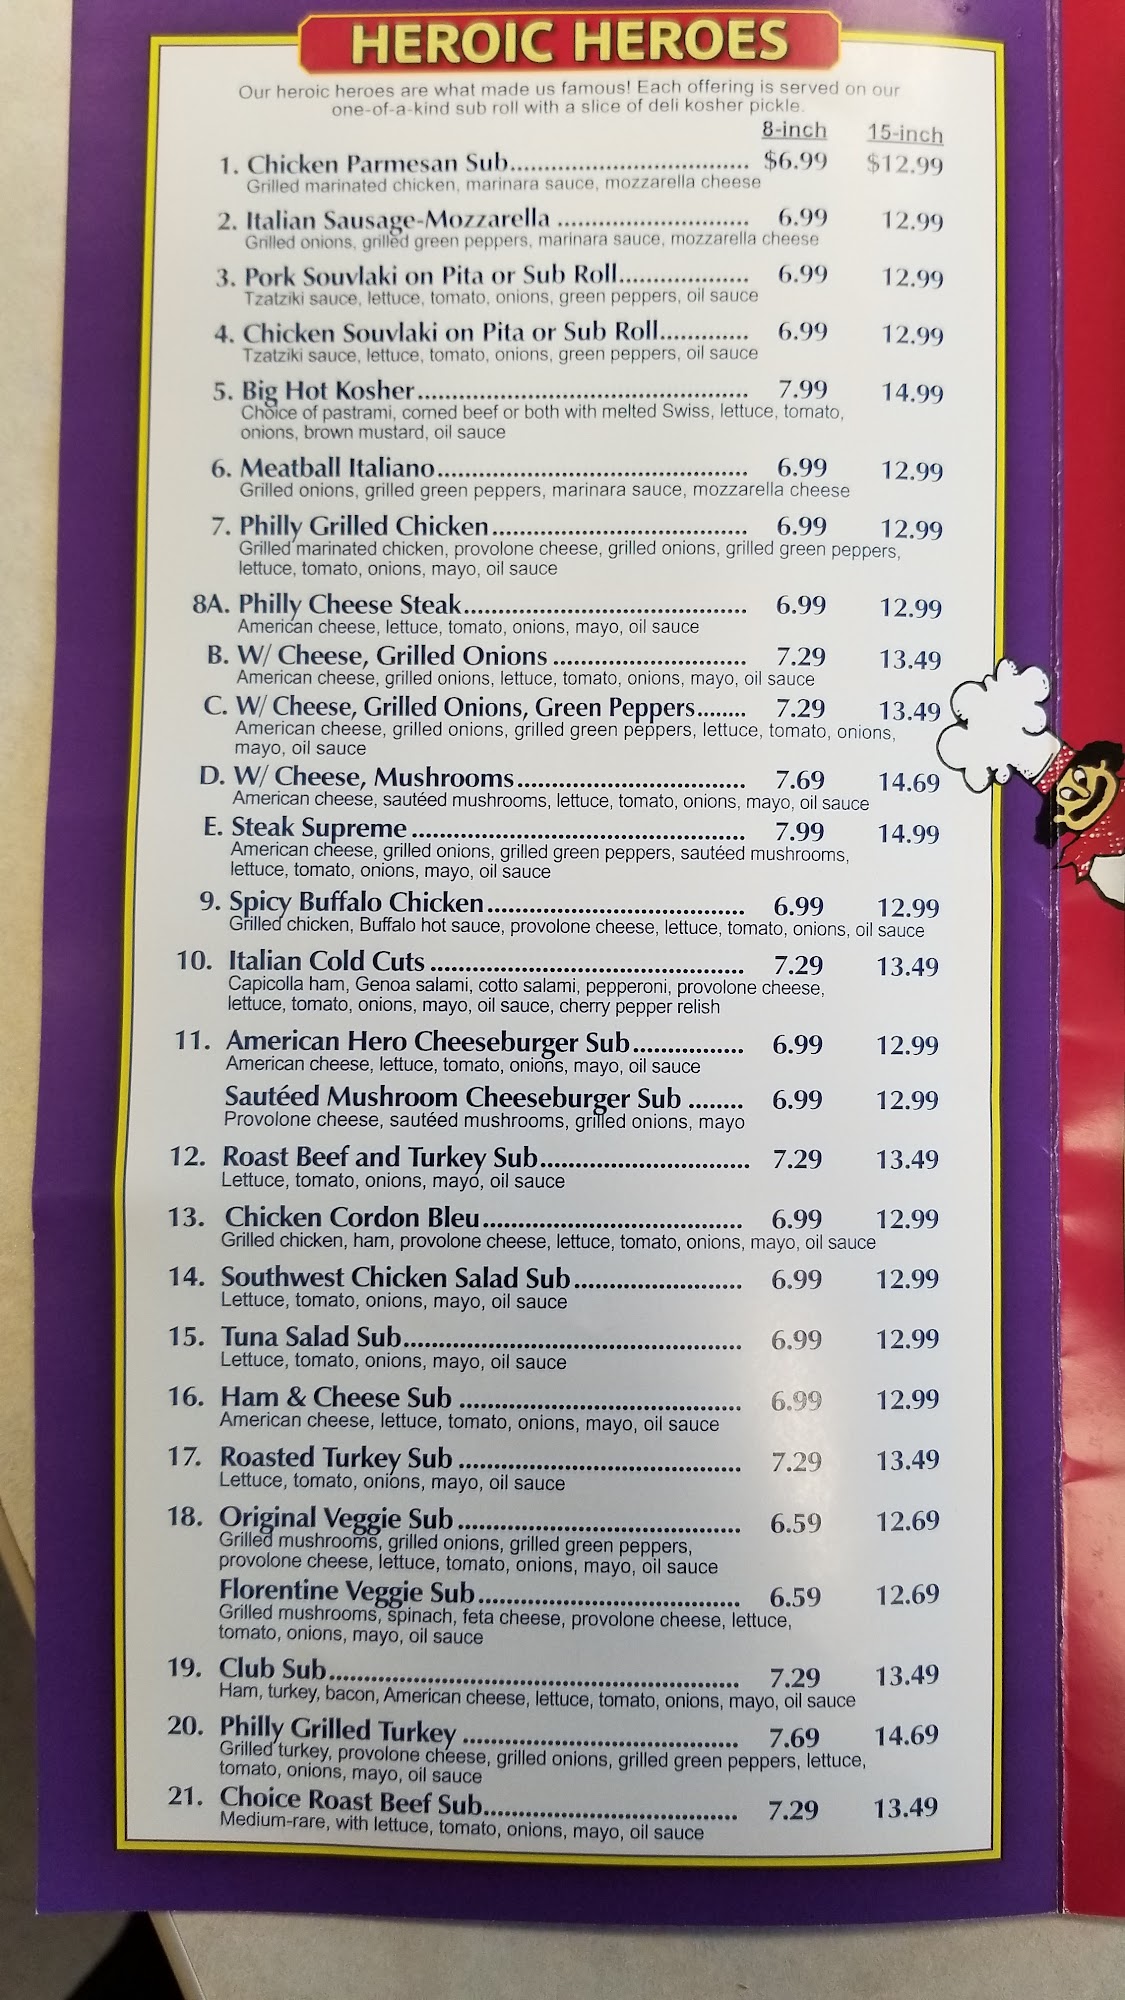 HEROIC HEROES
Our heroic heroes are what made us famous! Each offering is served on our
one-of-a-kind sub roll with a slice of deli kosher pickle.
8-inch 15-inch
1. Chicken Parmesan Sub.................................. $6.99 $12.99
Grilled marinated chicken, marinara sauce, mozzarella cheese
2. Italian Sausage-Mozzarella ........................... 6.99 12.99
Grilled onions, grilled green peppers, marinara sauce, mozzarella cheese
3. Pork Souvlaki on Pita or Sub Roll................... 6.99 12.99
Tzatziki sauce, lettuce, tomato, onions, green peppers, oil sauce
4. Chicken Souvlaki on Pita or Sub Roll............. 6.99 12.99
Tzatziki sauce, lettuce, tomato, onions, green peppers, oil sauce
5. Big Hot Kosher................................................ 7.99 14.99
Choice of pastrami, corned beef or both with melted Swiss, lettuce, tomato,
onions, brown mustard, oil sauce
6. Meatball Italiano............................................. 6.99 12.99
Grilled onions, grilled green peppers, marinara sauce, mozzarella cheese
7. Philly Grilled Chicken..................................... 6.99 12.99
Grilled marinated chicken, provolone cheese, grilled onions, grilled green peppers,
lettuce, tomato, onions, mayo, oil sauce
8A. Philly Cheese Steak......................................... 6.99 12.99
American cheese, lettuce, tomato, onions, mayo, oil sauce
B. W/ Cheese, Grilled Onions ............................ 7.29 13.49
American cheese, grilled onions, lettuce, tomato, onions, mayo, oil sauce
C. W/ Cheese, Grilled Onions, Green Peppers........ 7.29 13.49
American cheese, grilled onions, grilled green peppers, lettuce, tomato, onions,
mayo, oil sauce
D. W/ Cheese, Mushrooms................................. 7.69 14.69
American cheese, sautéed mushrooms, lettuce, tomato, onions, mayo, oil sauce
E. Steak Supreme ................................................ 7.99 14.99
American cheese, grilled onions, grilled green peppers, sautéed mushrooms,
lettuce, tomato, onions, mayo, oil sauce
9. Spicy Buffalo Chicken..................................... 6.99 12.99
Grilled chicken, Buffalo hot sauce, provolone cheese, lettuce, tomato, onions, oil sauce
10. Italian Cold Cuts ............................................. 7.29 13.49
Capicolla ham, Genoa salami, cotto salami, pepperoni, provolone cheese,
lettuce, tomato, onions, mayo, oil sauce, cherry pepper relish
11. American Hero Cheeseburger Sub................ 6.99 12.99
American cheese, lettuce, tomato, onions, mayo, oil sauce
Sautéed Mushroom Cheeseburger Sub ........ 6.99 12.99
Provolone cheese, sautéed mushrooms, grilled onions, mayo
12. Roast Beef and Turkey Sub.............................. 7.29 13.49
Lettuce, tomato, onions, mayo, oil sauce
13. Chicken Cordon Bleu...................................... 6.99 12.99
Grilled chicken, ham, provolone cheese, lettuce, tomato, onions, mayo, oil sauce
14. Southwest Chicken Salad Sub........................ 6.99 12.99
Lettuce, tomato, onions, mayo, oil sauce
15. Tuna Salad Sub................................................. 6.99 12.99
Lettuce, tomato, onions, mayo, oil sauce
16. Ham & Cheese Sub ......................................... 6.99 12.99
American cheese, lettuce, tomato, onions, mayo, oil sauce
17. Roasted Turkey Sub ......................................... 7.29 13.49
Lettuce, tomato, onions, mayo, oil sauce
18. Original Veggie Sub ......................................... 6.59 12.69
Grilled mushrooms, grilled onions, grilled green peppers,
provolone cheese, lettuce, tomato, onions, mayo, oil sauce
Florentine Veggie Sub...................................... 6.59 12.69
Grilled mushrooms, spinach, feta cheese, provolone cheese, lettuce,
tomato, onions, mayo, oil sauce
19. Club Sub........................................................... 7.29 13.49
Ham, turkey, bacon, American cheese, lettuce, tomato, onions, mayo, oil sauce
20. Philly Grilled Turkey ........................................ 7.69 14.69
Grilled turkey, provolone cheese, grilled onions, grilled green peppers, lettuce,
tomato, onions, mayo, oil sauce
21. Choice Roast Beef Sub..................................... 7.29 13.49
Medium-rare, with lettuce, tomato, onions, mayo, oil sauce